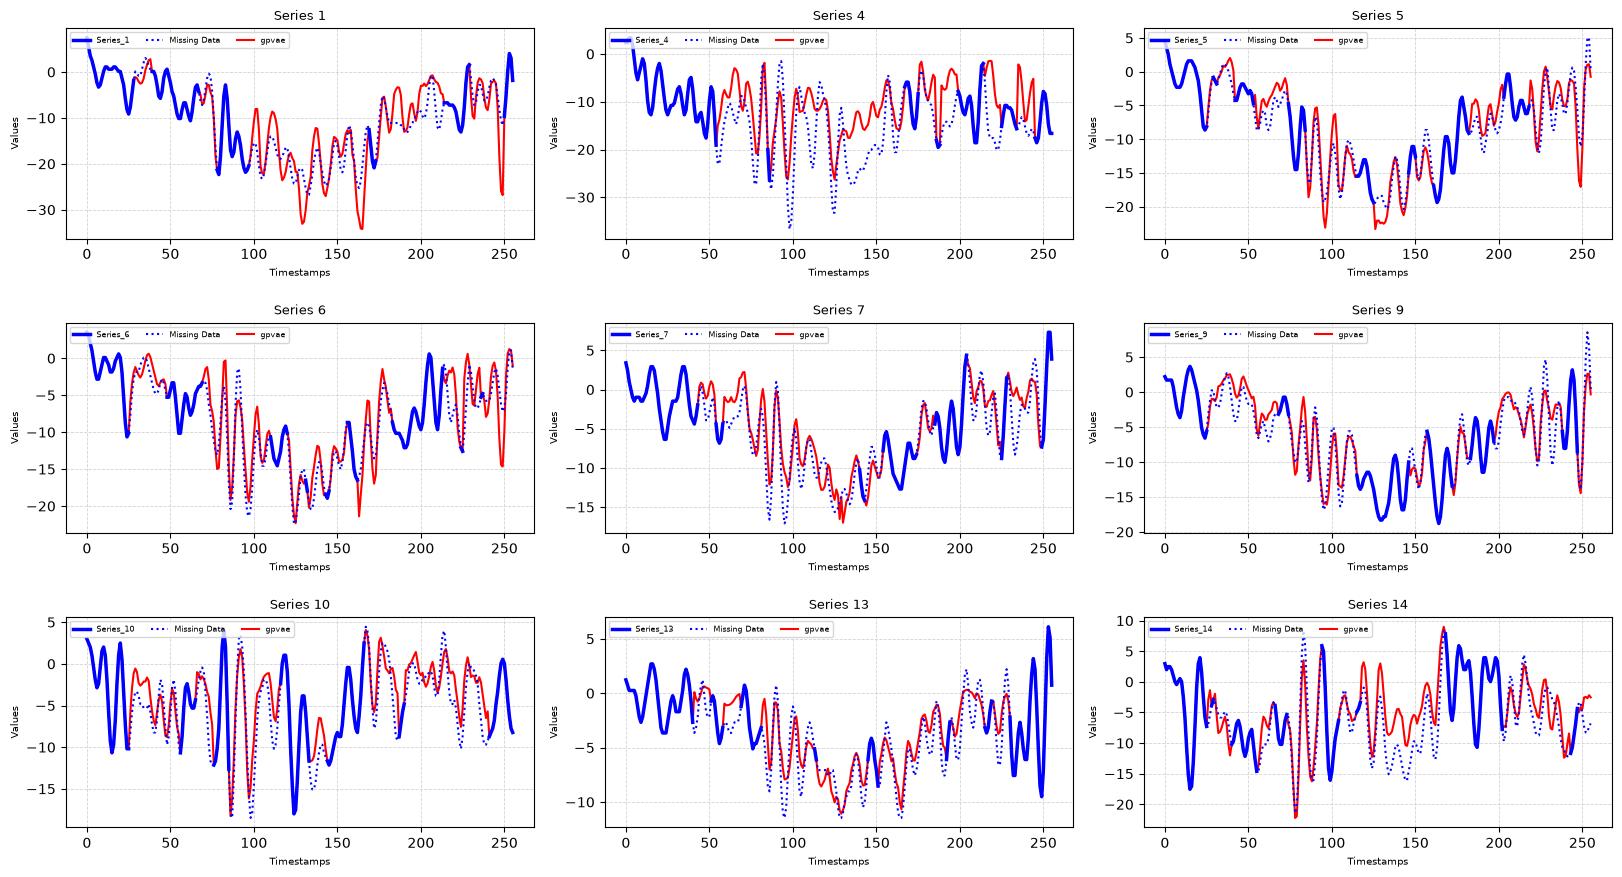 Series 1
Series_1 Missing Data gpvae
Values
0
−10
−20
−30
0 50 100 150 200 250
Timestamps
Series 4
Series_4 Missing Data gpvae
Values
0
−10
−20
−30
0 50 100 150 200 250
Timestamps
Series 5
Series_5 Missing Data gpvae
Values
5
0
−5
−10
−15
−20
0 50 100 150 200 250
Timestamps
Series 6
Series_6 Missing Data gpvae
Values
0
−5
−10
−15
−20
0 50 100 150 200 250
Timestamps
Series 7
Series_7 Missing Data gpvae
Values
5
0
−5
−10
−15
0 50 100 150 200 250
Timestamps
Series 9
Series_9 Missing Data gpvae
Values
5
0
−5
−10
−15
−20
0 50 100 150 200 250
Timestamps
Series 10
Series_10 Missing Data gpvae
Values
5
0
−5
−10
−15
0 50 100 150 200 250
Timestamps
Series 13
Series_13 Missing Data gpvae
Values
5
0
−5
−10
0 50 100 150 200 250
Timestamps
Series 14
Series_14 Missing Data gpvae
Values
10
5
0
−5
−10
−15
−20
0 50 100 150 200 250
Timestamps